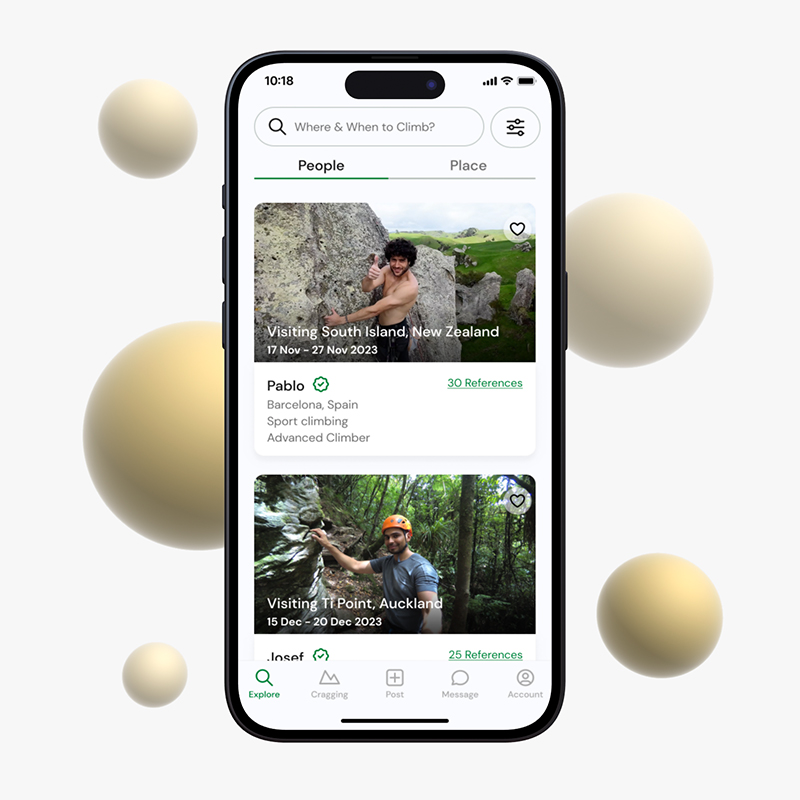 10:18
Where & When to Climb?
People Place
Visiting South Island, New Zealand
17 Nov - 27 Nov 2023
Pablo 30 References
Barcelona, Spain
Sport climbing
Advanced Climber
Visiting Ti Point, Auckland
15 Dec - 20 Dec 2023
Josef 25 References
Explore Cragging Post Message Account